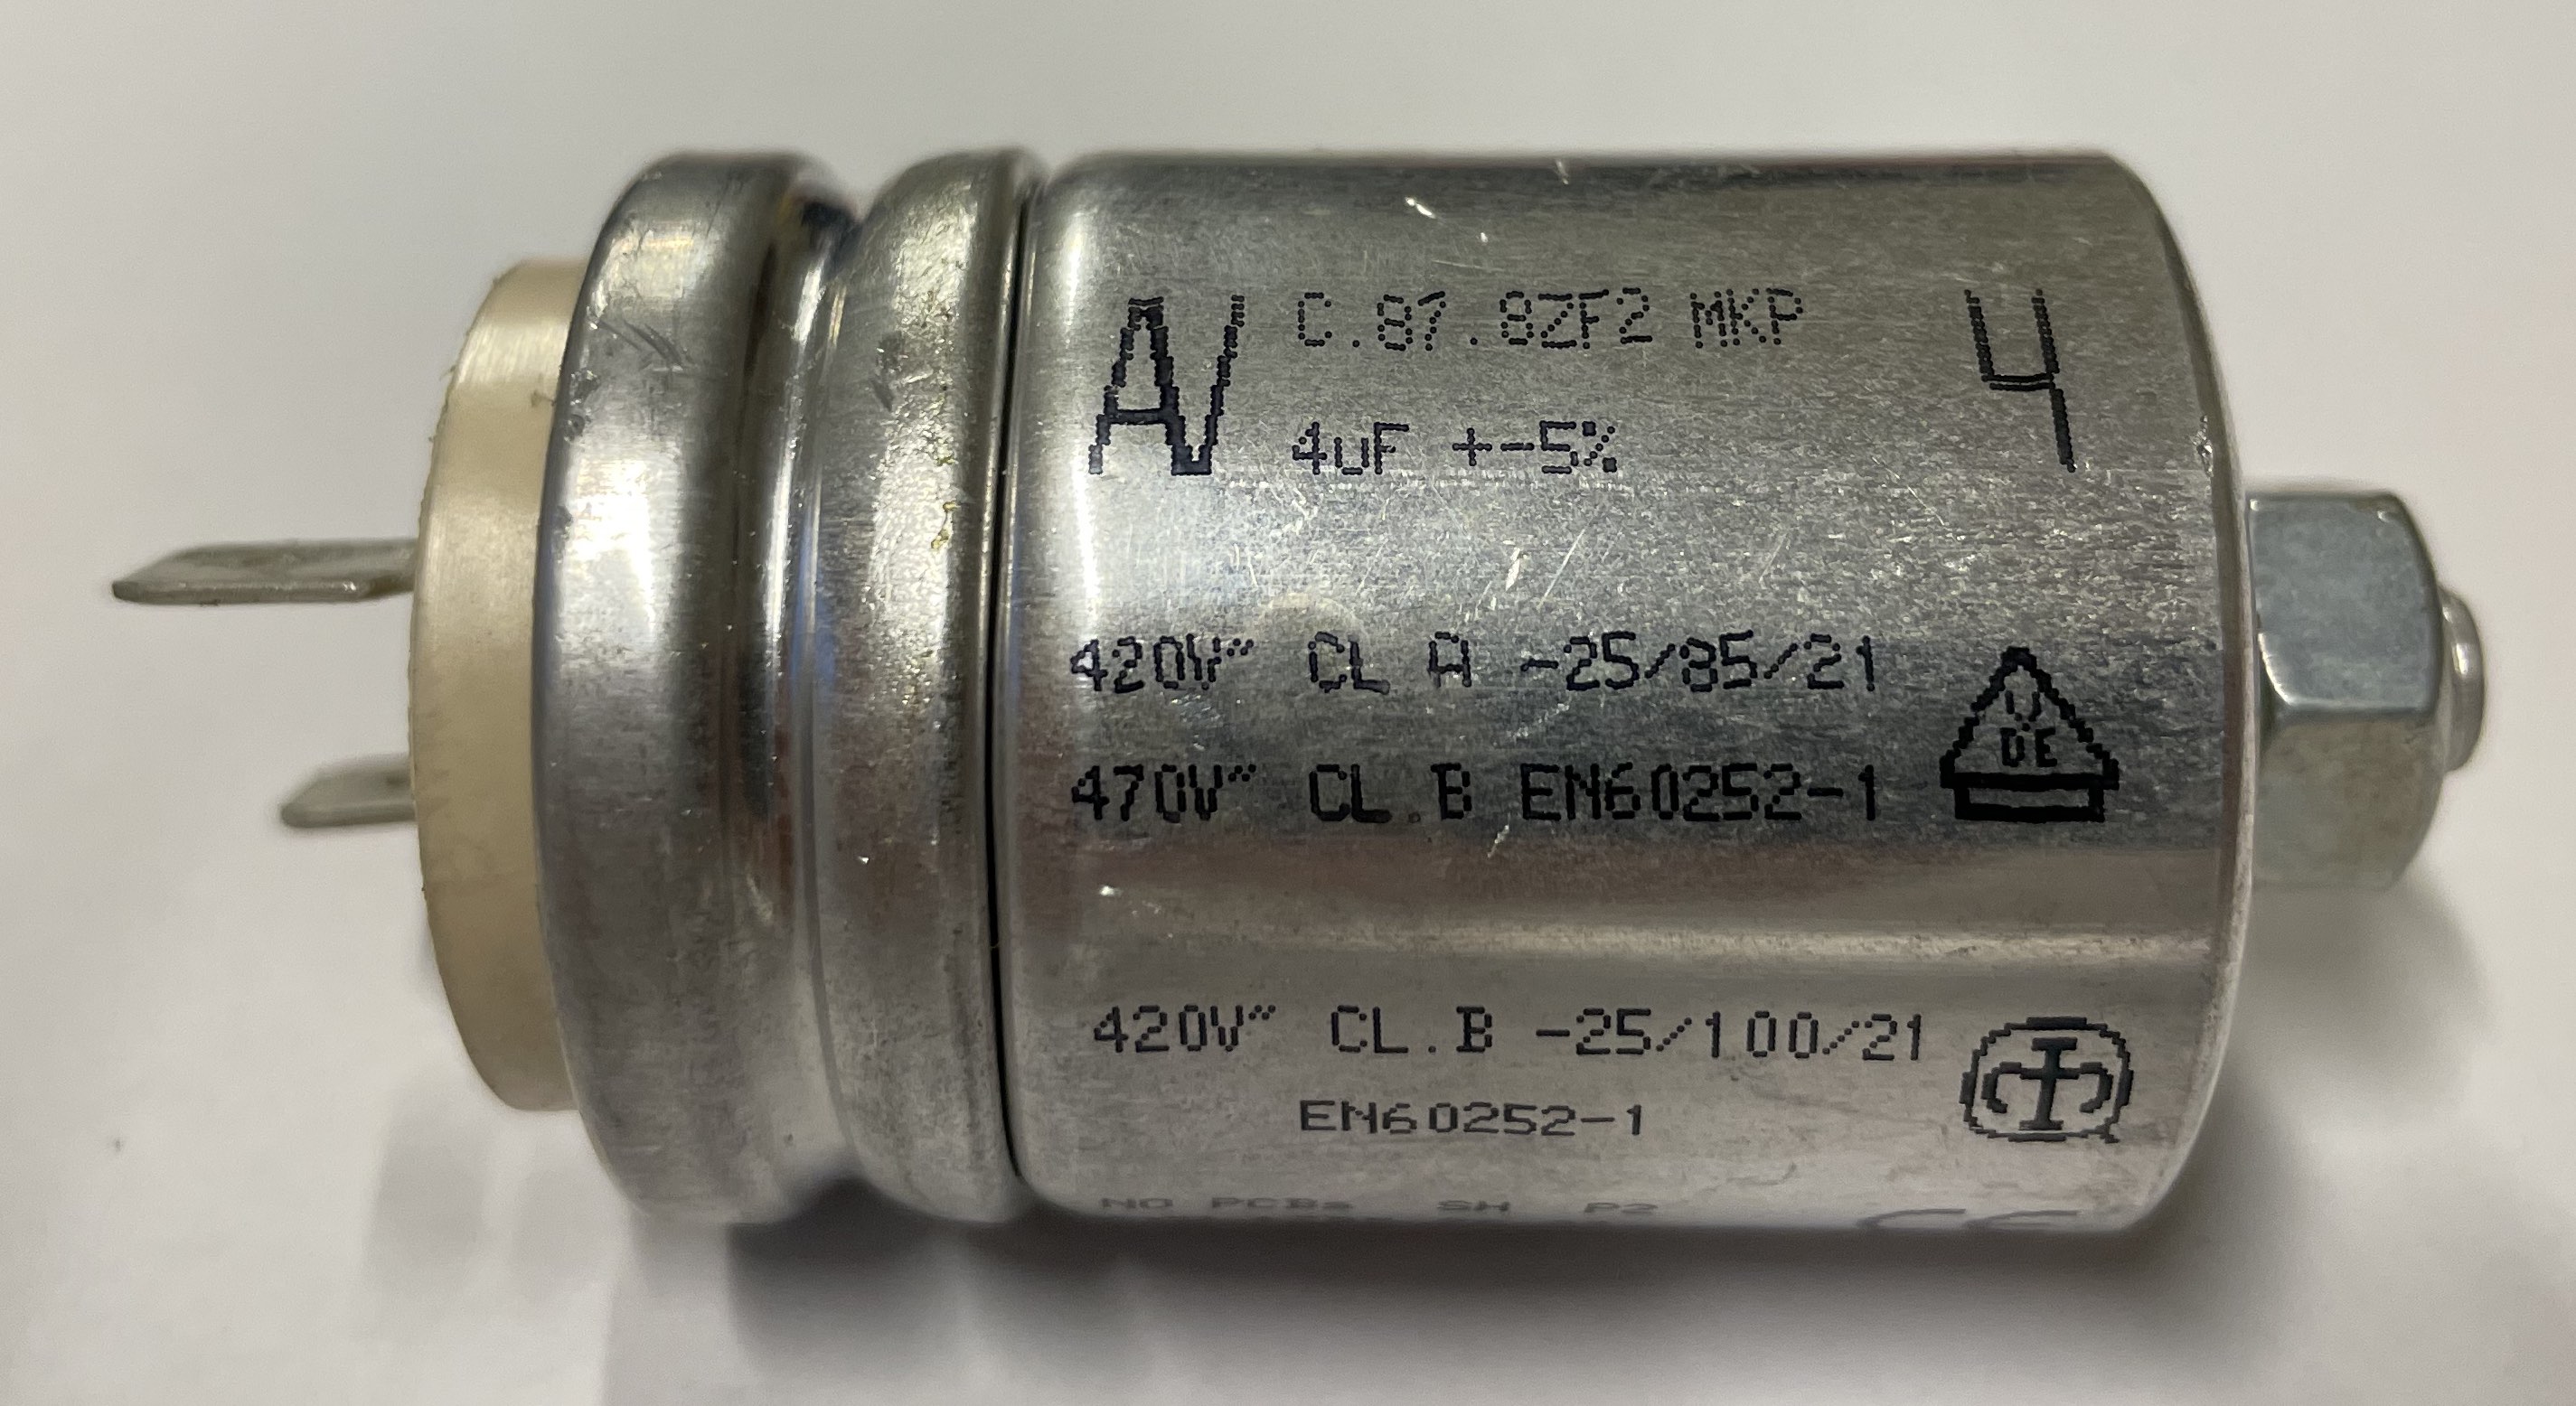 AV C.87.8ZF2 MKP 4
4uF +-5%
420V~ CL A -25/85/21
470V~ CL.B EN60252-1
VDE
420V~ CL.B -25/100/21
EN60252-1
NO PCBs SH P2 CE